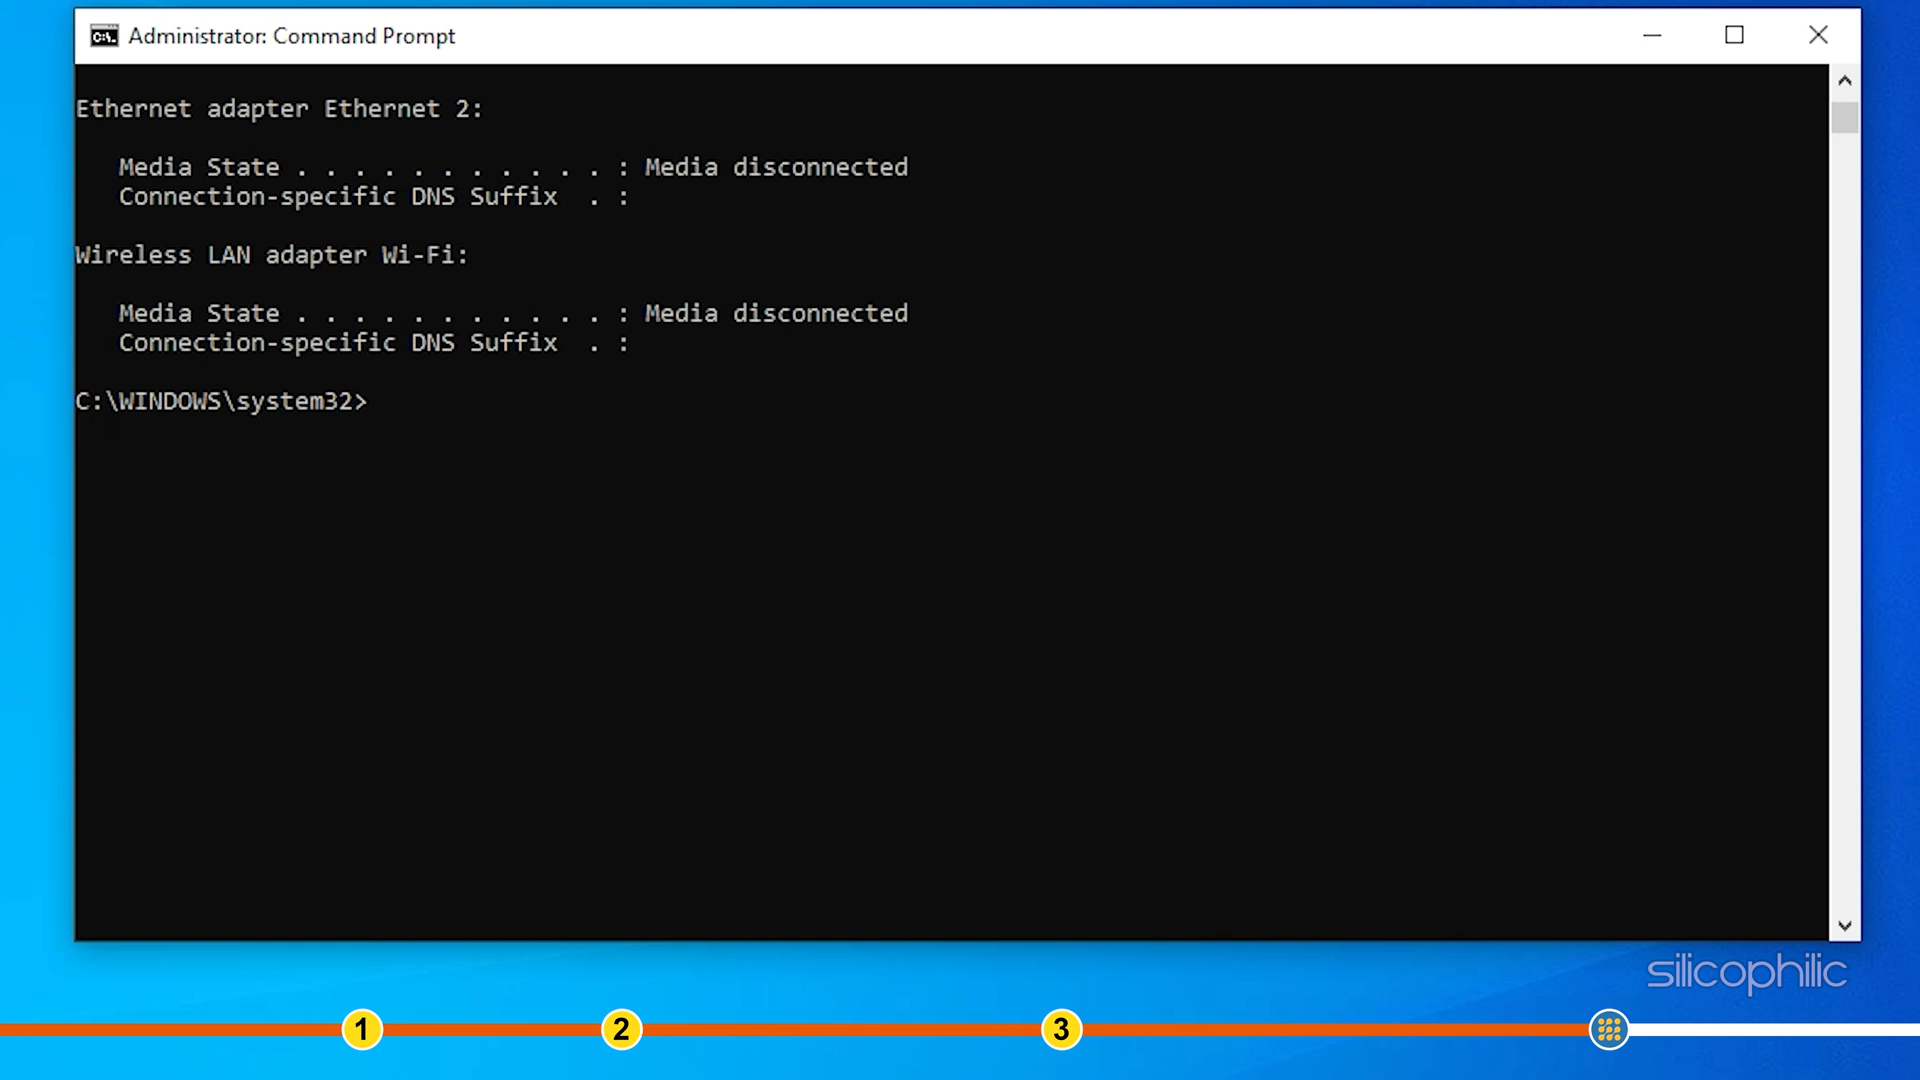 Administrator: Command Prompt
Ethernet adapter Ethernet 2:
Media State . . . . . . . . . . . : Media disconnected
Connection-specific DNS Suffix  . :
Wireless LAN adapter Wi-Fi:
Media State . . . . . . . . . . . : Media disconnected
Connection-specific DNS Suffix  . :
C:\WINDOWS\system32>
silicophilic
1 2 3